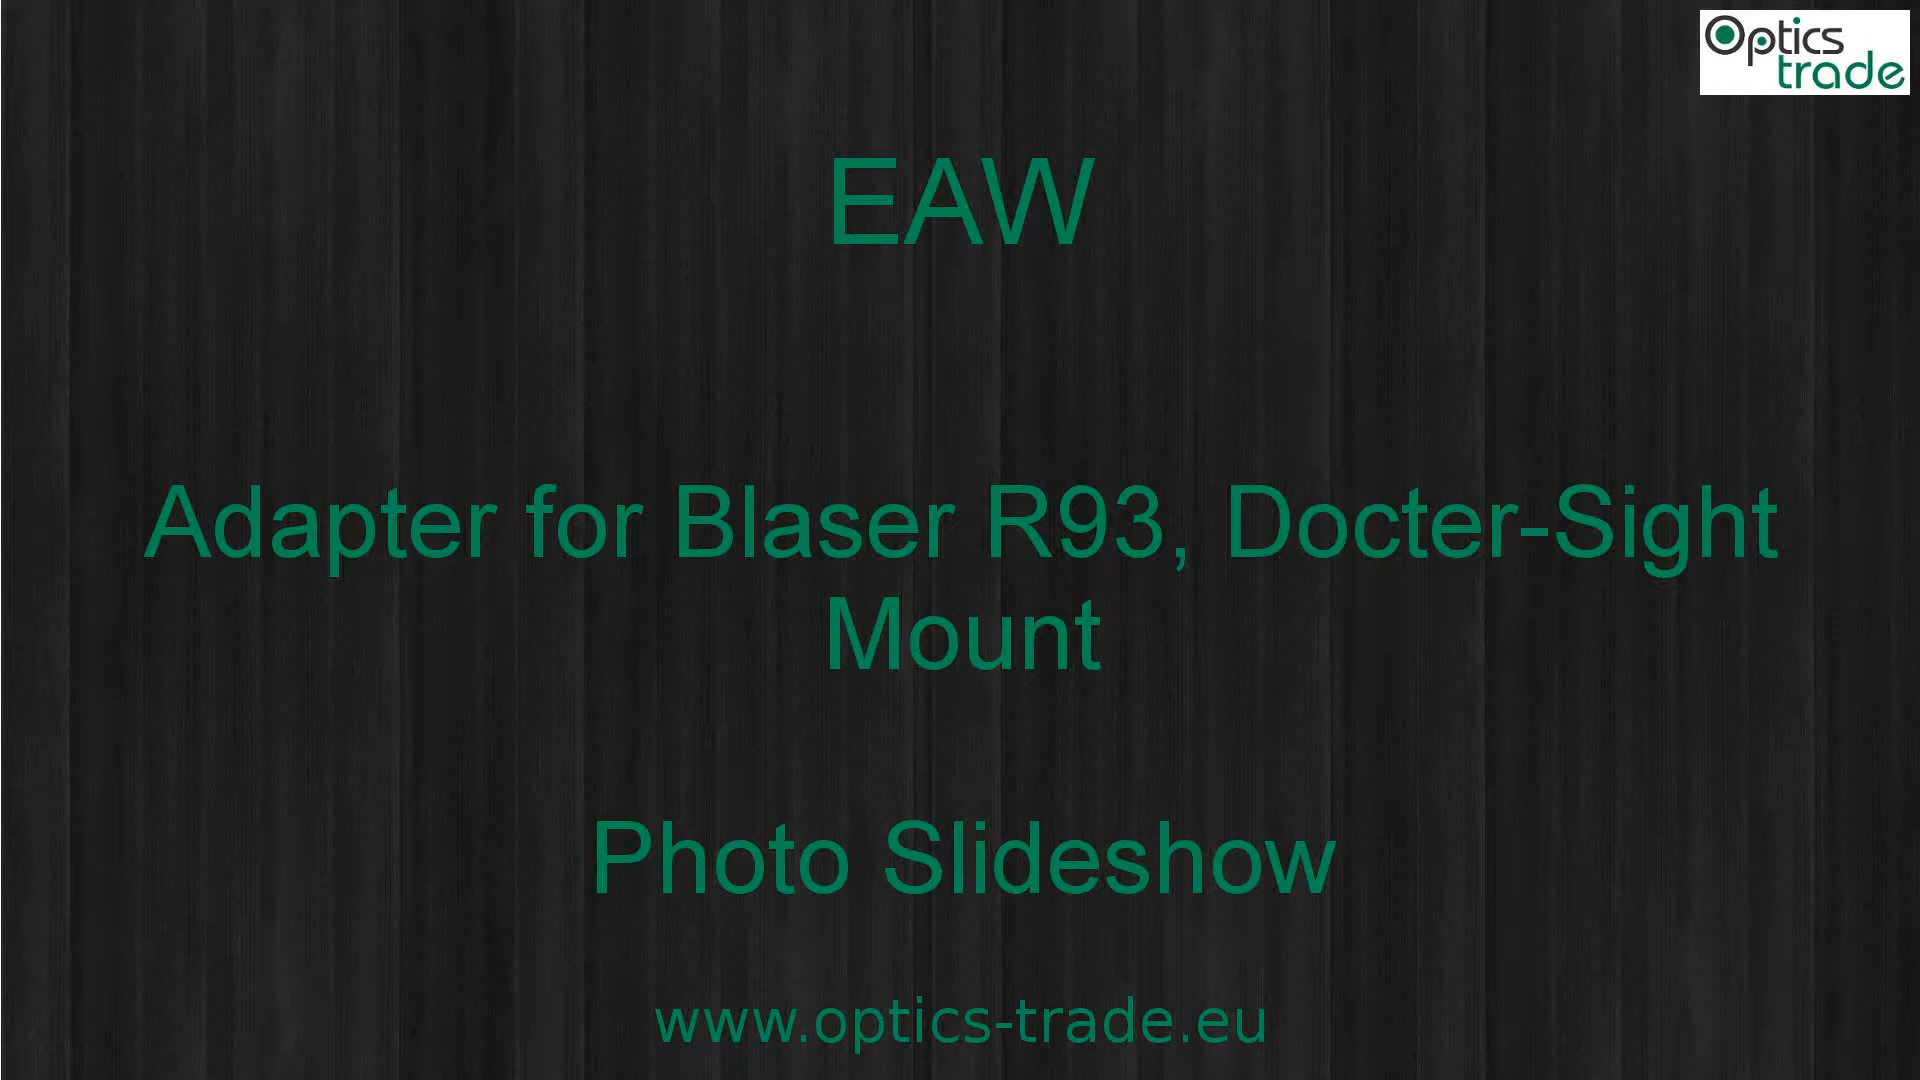 Optics
trade
EAW
Adapter for Blaser R93, Docter-Sight
Mount
Photo Slideshow
www.optics-trade.eu